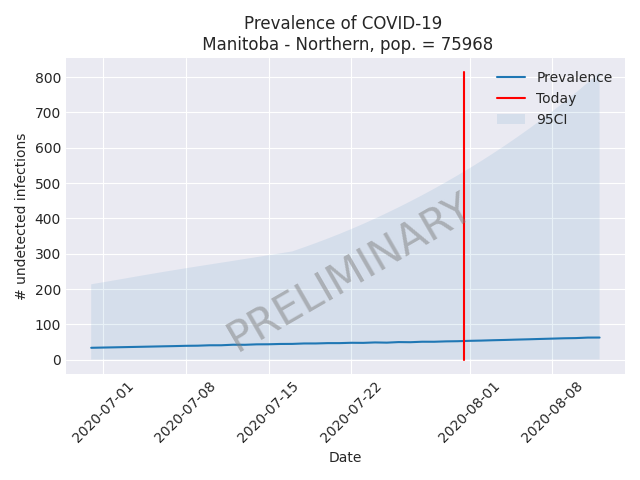 Prevalence of COVID-19
Manitoba - Northern, pop. = 75968
800
700
600
500
400
300
200
100
0
# undetected infections
Prevalence
Today
95CI
PRELIMINARY
2020-07-01
2020-07-08
2020-07-15
2020-07-22
2020-08-01
2020-08-08
Date